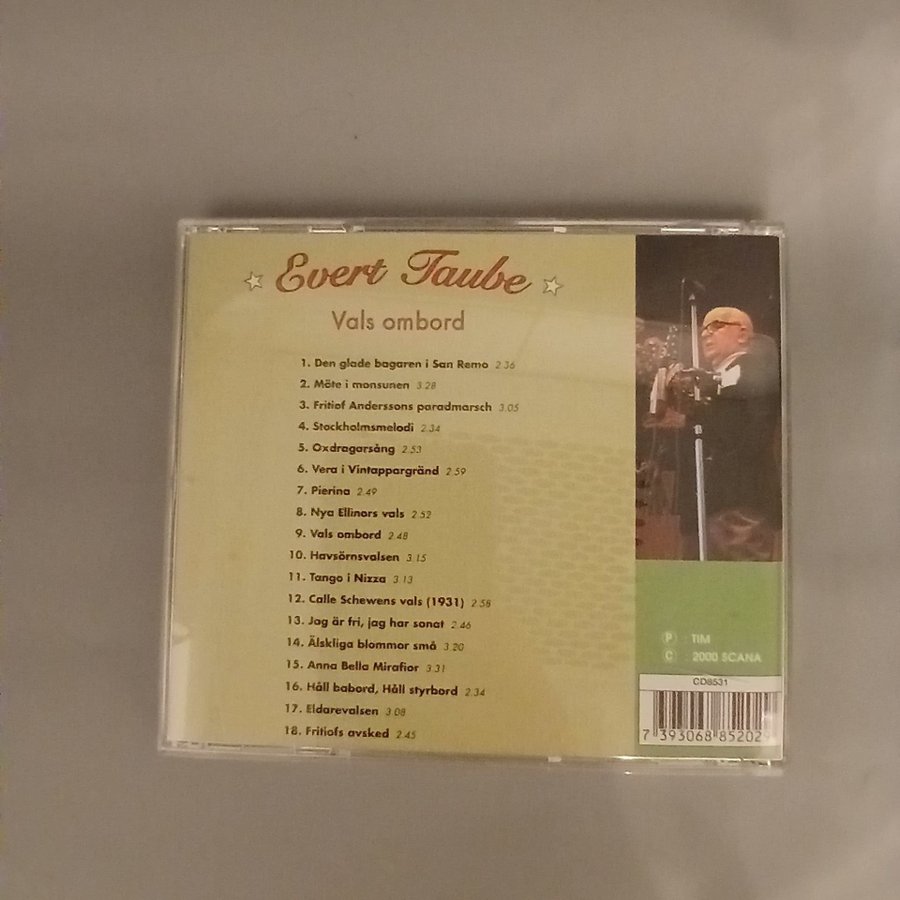 Evert Taube
Vals ombord
1. Den glade bagaren i San Remo 2.36
2. Möte i monsunen 3.28
3. Fritiof Anderssons paradmarsch 3.05
4. Stockholmsmelodi 2.34
5. Oxdragarsång 2.53
6. Vera i Vintappargränd 2.59
7. Pierina 2.49
8. Nya Ellinors vals 2.52
9. Vals ombord 2.48
10. Havsörnsvalsen 3.15
11. Tango i Nizza 3.13
12. Calle Schewens vals (1931) 2.58
13. Jag är fri, jag har sonat 2.46
14. Älskliga blommor små 3.20
15. Anna Bella Mirafior 3.31
16. Håll babord, Håll styrbord 2.34
17. Eldarevalsen 3.08
18. Fritiofs avsked 2.45
P : TIM
C : 2000 SCANA
CD8531
7 393068 85202